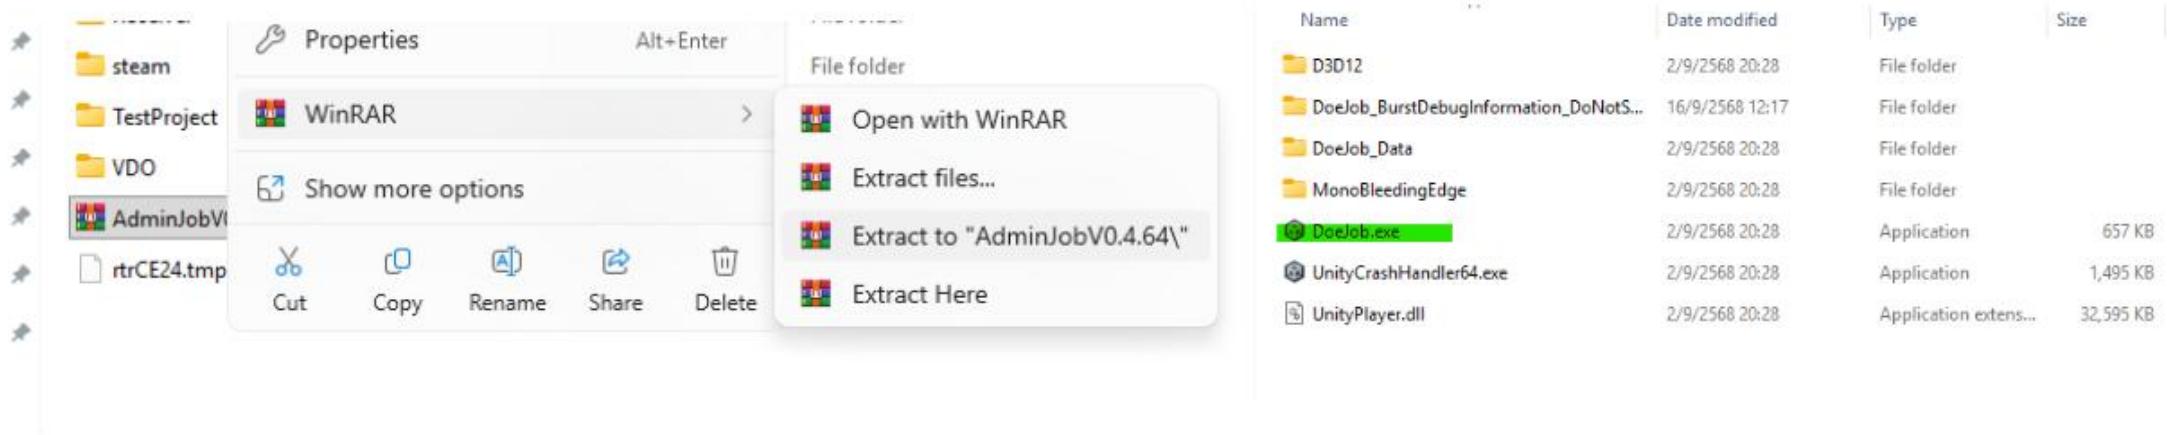 Properties Alt+Enter
steam
File folder
TestProject
WinRAR
Open with WinRAR
VDO
Extract files...
Show more options
AdminJobV0
Extract to "AdminJobV0.4.64\"
rtrCE24.tmp
Cut Copy Rename Share Delete
Extract Here
Name Date modified Type Size
D3D12 2/9/2568 20:28 File folder
DoeJob_BurstDebugInformation_DoNotS... 16/9/2568 12:17 File folder
DoeJob_Data 2/9/2568 20:28 File folder
MonoBleedingEdge 2/9/2568 20:28 File folder
DoeJob.exe 2/9/2568 20:28 Application 657 KB
UnityCrashHandler64.exe 2/9/2568 20:28 Application 1,495 KB
UnityPlayer.dll 2/9/2568 20:28 Application extens... 32,595 KB